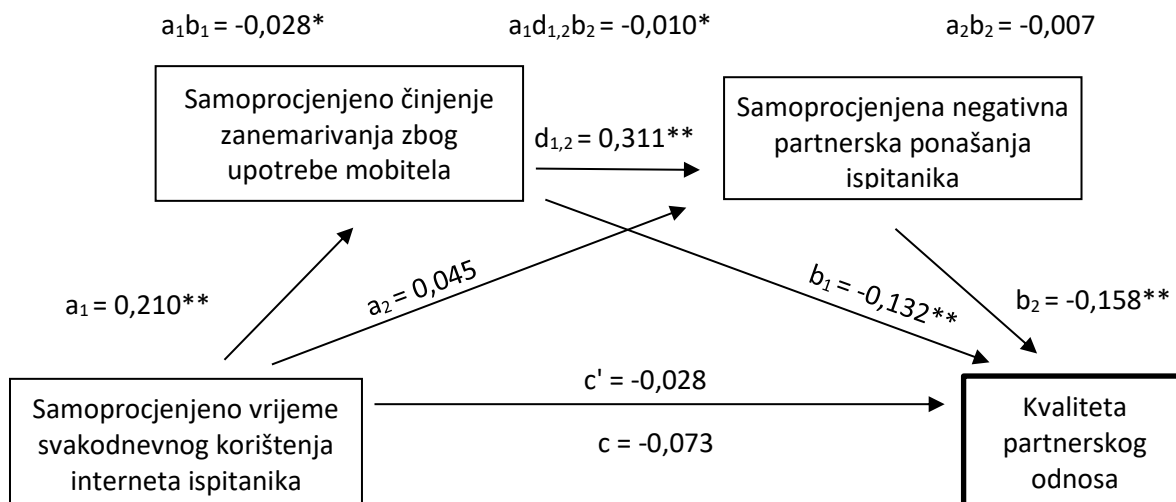 a₁b₁ = -0,028*
a₁d₁,₂b₂ = -0,010*
a₂b₂ = -0,007
Samoprocjenjeno činjenje
zanemarivanja zbog
upotrebe mobitela
d₁,₂ = 0,311**
Samoprocjenjena negativna
partnerska ponašanja
ispitanika
a₁ = 0,210**
a₂ = 0,045
b₁ = -0,132**
b₂ = -0,158**
Samoprocjenjeno vrijeme
svakodnevnog korištenja
interneta ispitanika
c' = -0,028
c = -0,073
Kvaliteta
partnerskog
odnosa